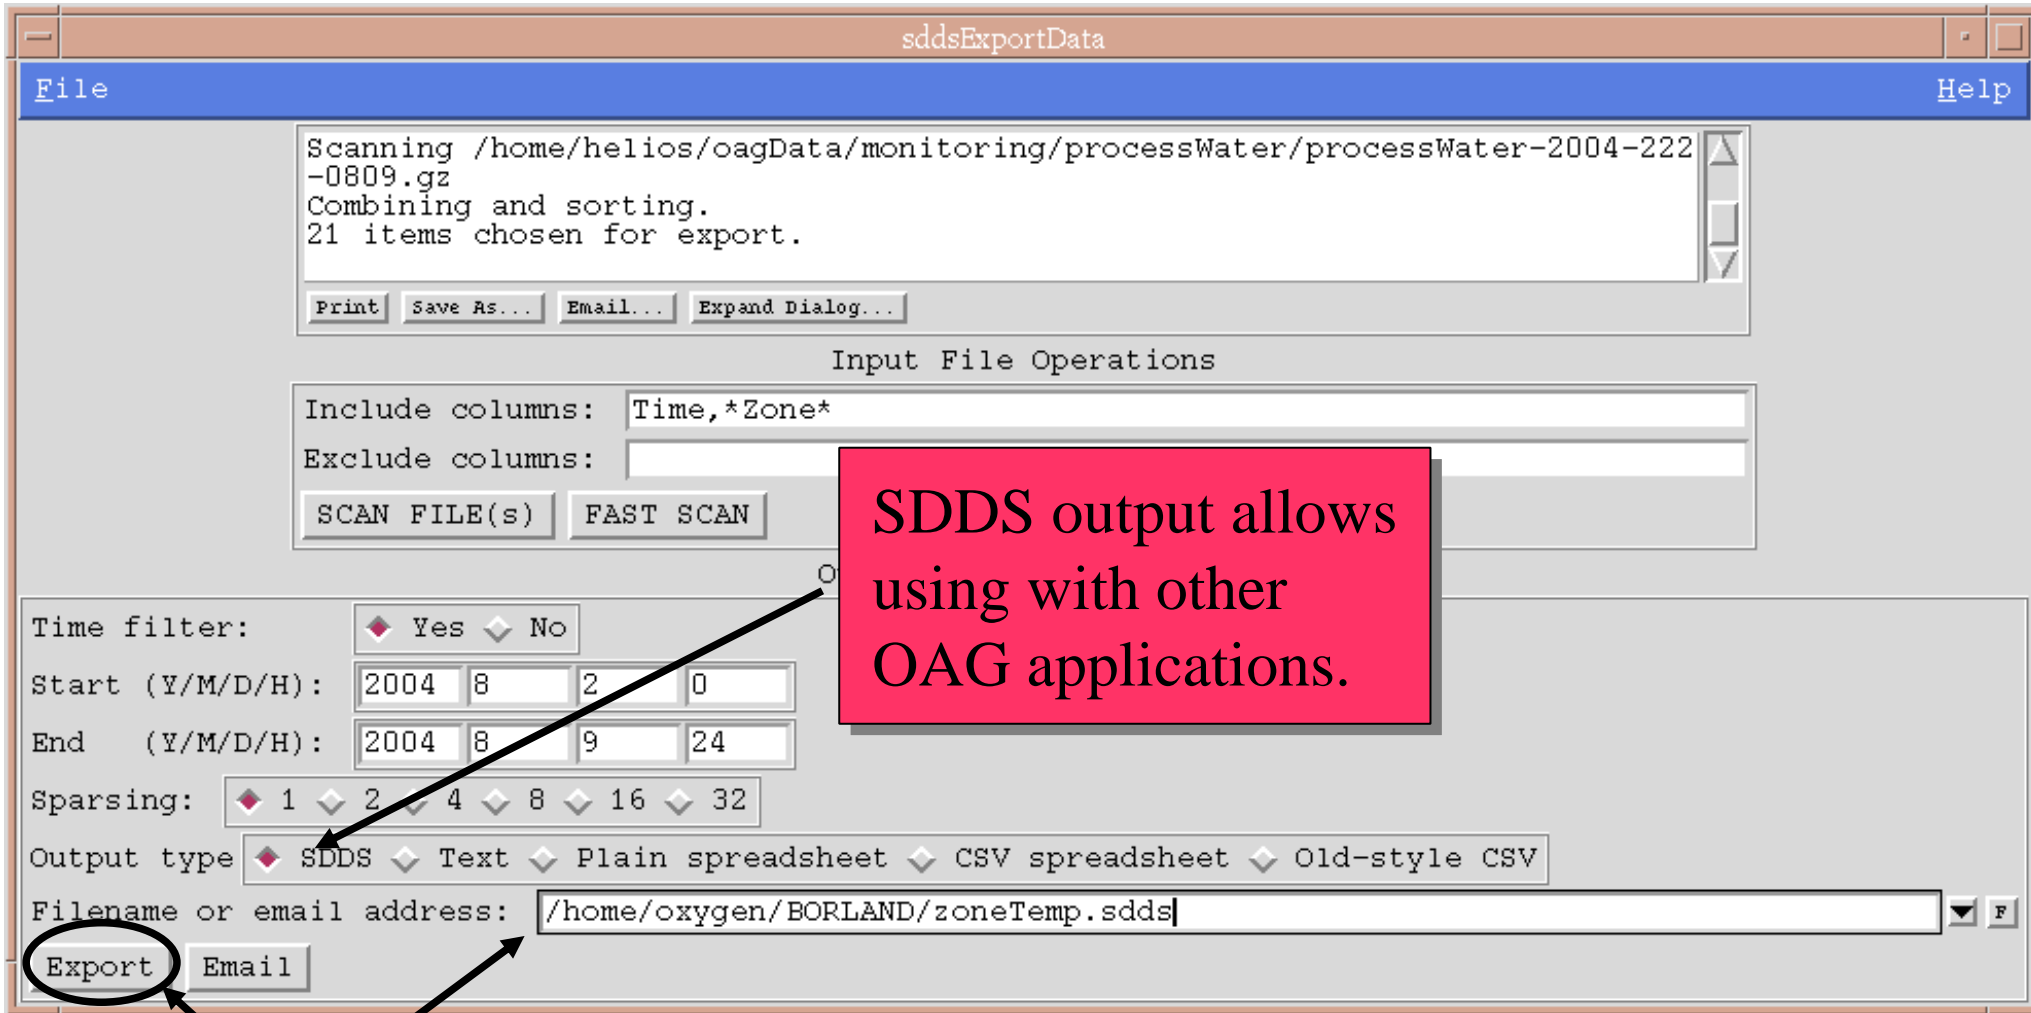 sddsExportData
File Help
Scanning /home/helios/oagData/monitoring/processWater/processWater-2004-222
-0809.gz
Combining and sorting.
21 items chosen for export.
Print Save As... Email... Expand Dialog...
Input File Operations
Include columns: Time,*Zone*
Exclude columns:
SCAN FILE(s) FAST SCAN
SDDS output allows
using with other
OAG applications.
Time filter: Yes No
Start (Y/M/D/H): 2004 8 2 0
End (Y/M/D/H): 2004 8 9 24
Sparsing: 1 2 4 8 16 32
Output type SDDS Text Plain spreadsheet CSV spreadsheet Old-style CSV
Filename or email address: /home/oxygen/BORLAND/zoneTemp.sdds F
Export Email